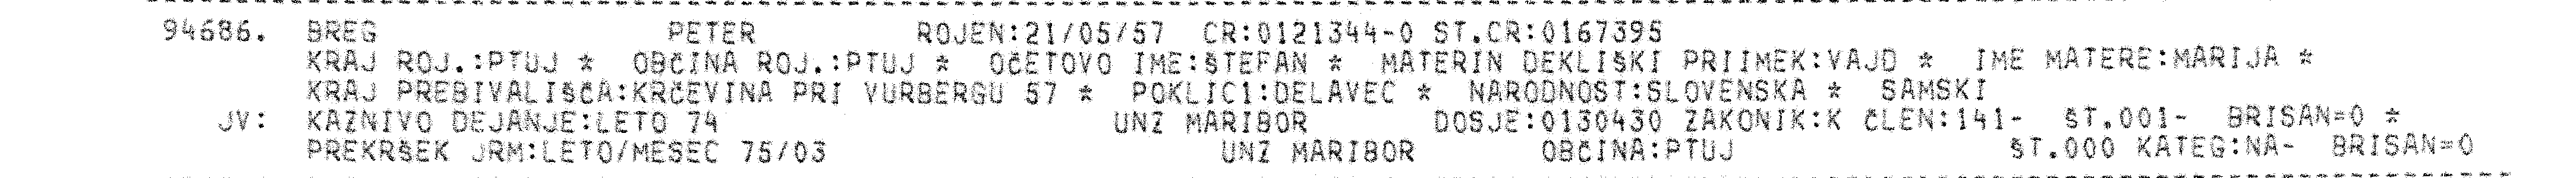 94686. BREG PETER ROJEN:21/05/57 CR:0121344-0 ST.CR:0167395
KRAJ ROJ.:PTUJ * OBČINA ROJ.:PTUJ * OČETOVO IME:ŠTEFAN * MATERIN DEKLIŠKI PRIIMEK:VAJD * IME MATERE:MARIJA *
KRAJ PREBIVALIŠČA:KRČEVINA PRI VURBERGU 57 * POKLIC1:DELAVEC * NARODNOST:SLOVENSKA * SAMSKI
JV: KAZNIVO DEJANJE:LETO 74 UNZ MARIBOR DOSJE:0130430 ZAKONIK:K ČLEN:141- ŠT.001- BRISAN=0 *
PREKRŠEK JRM:LETO/MESEC 75/03 UNZ MARIBOR OBČINA:PTUJ ŠT.000 KATEG:NA- BRISAN=0